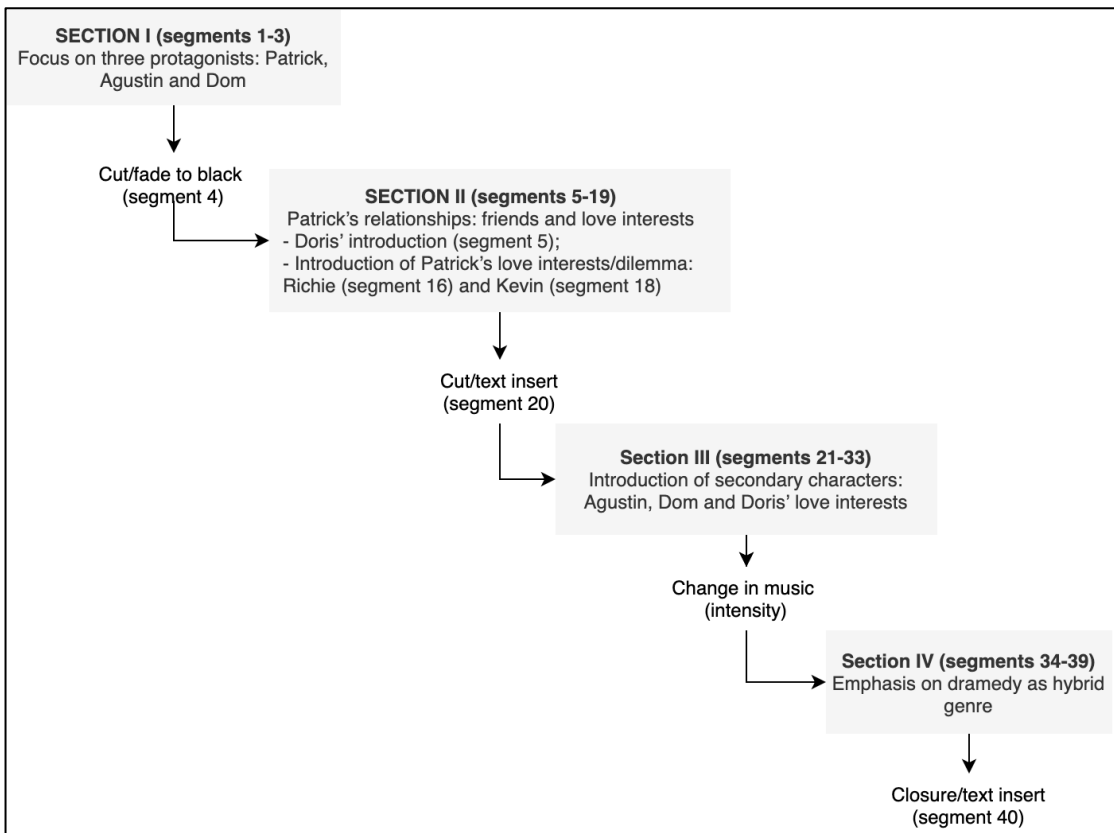 SECTION I (segments 1-3)
Focus on three protagonists: Patrick,
Agustin and Dom
Cut/fade to black
(segment 4)
SECTION II (segments 5-19)
Patrick’s relationships: friends and love interests
- Doris’ introduction (segment 5);
- Introduction of Patrick’s love interests/dilemma:
Richie (segment 16) and Kevin (segment 18)
Cut/text insert
(segment 20)
Section III (segments 21-33)
Introduction of secondary characters:
Agustin, Dom and Doris’ love interests
Change in music
(intensity)
Section IV (segments 34-39)
Emphasis on dramedy as hybrid
genre
Closure/text insert
(segment 40)